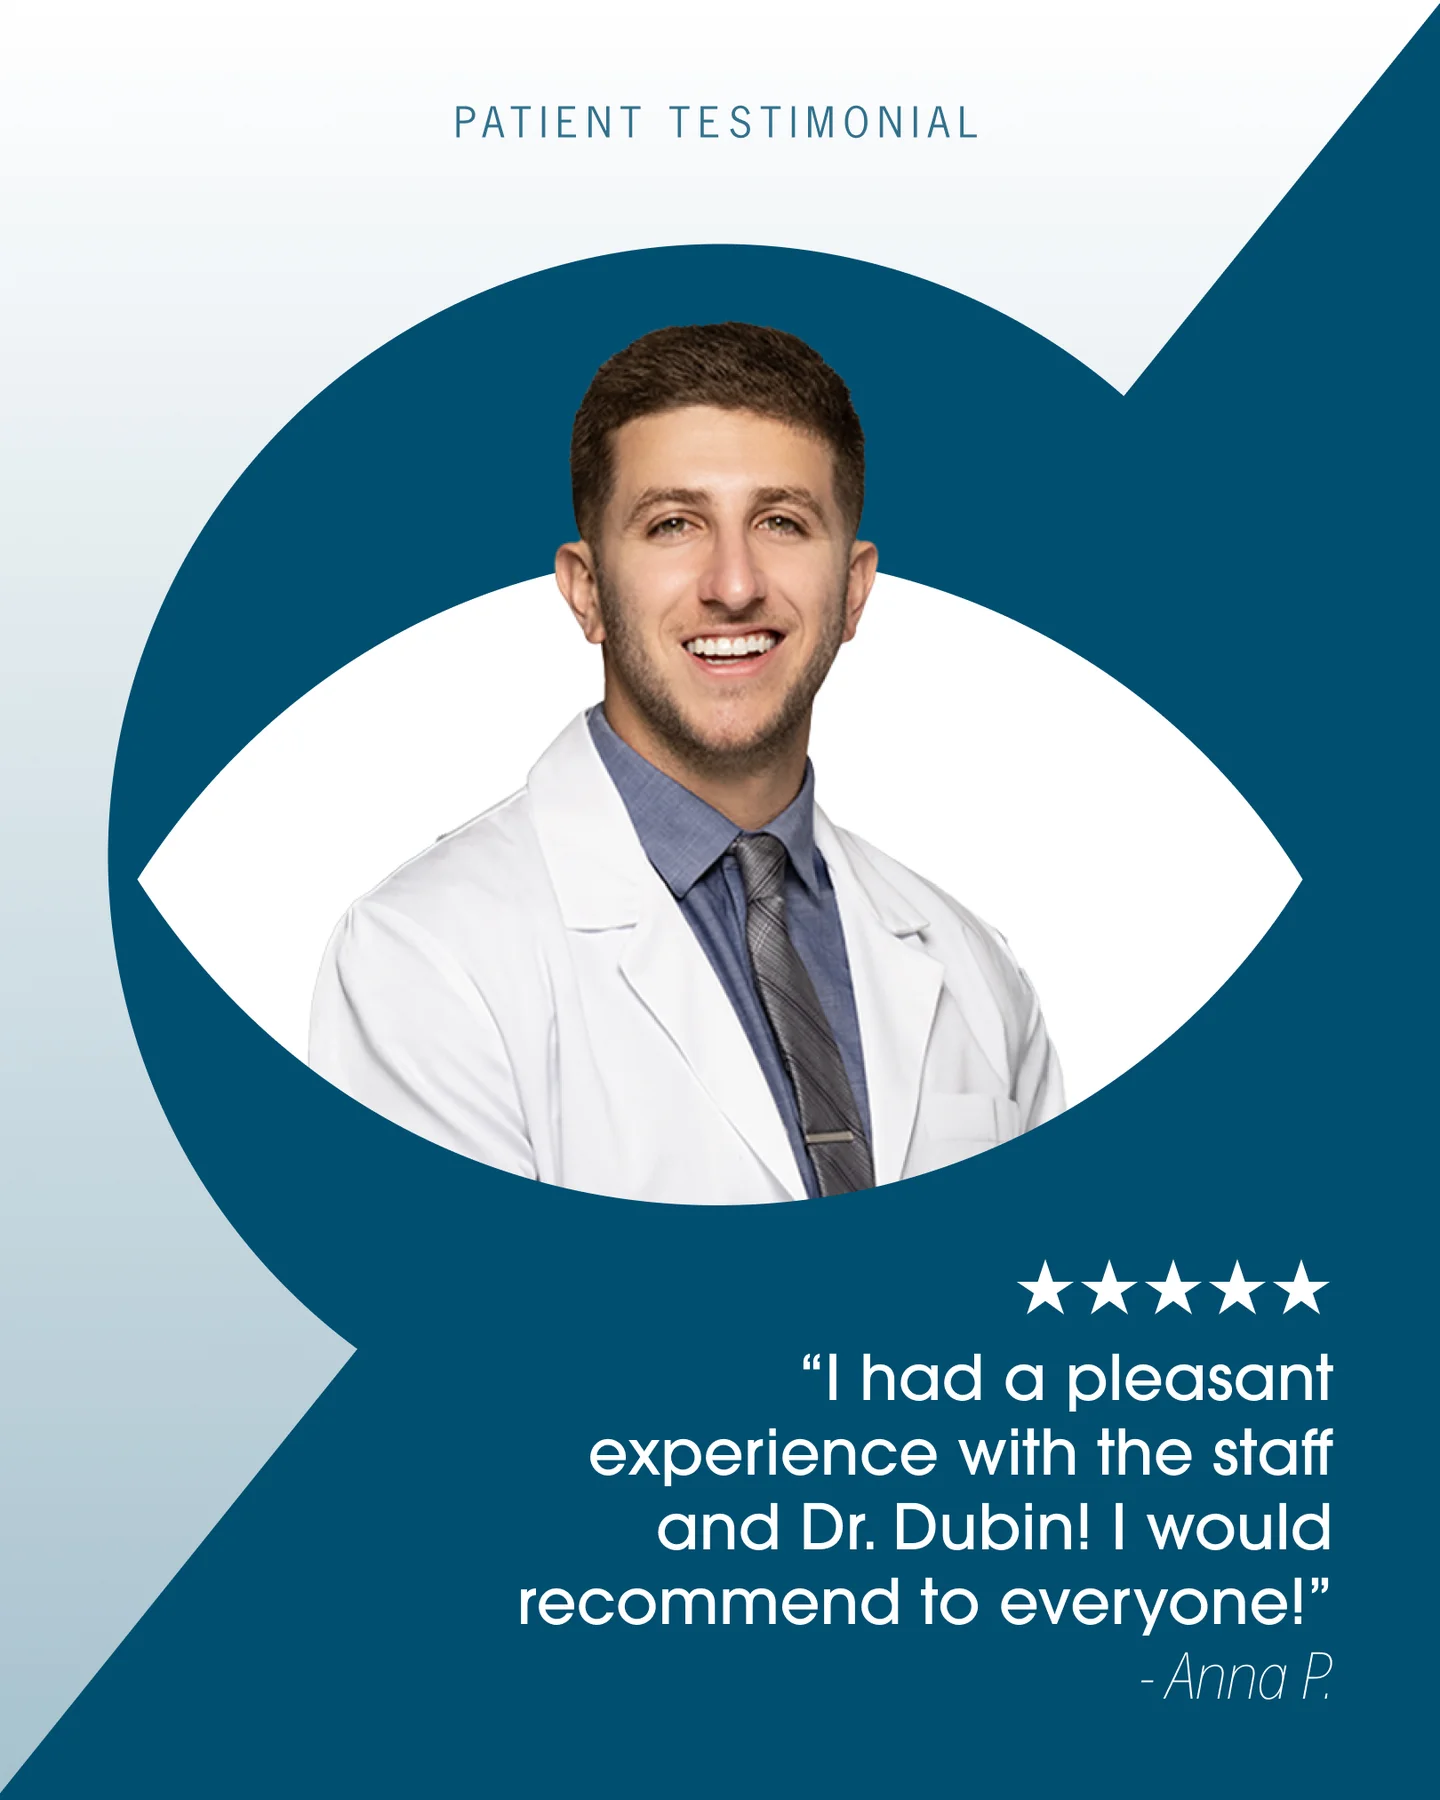 PATIENT TESTIMONIAL
★★★★★
“I had a pleasant
experience with the staff
and Dr. Dubin! I would
recommend to everyone!”
- Anna P.